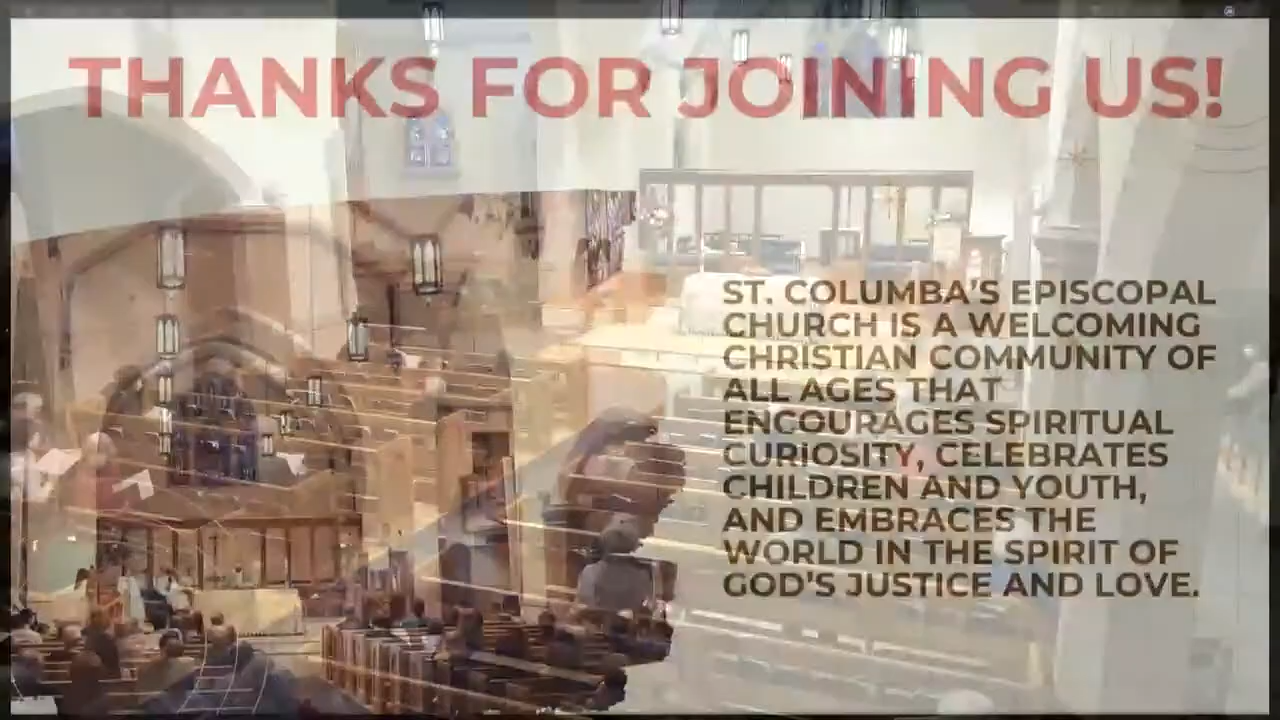 THANKS FOR JOINING US!
ST. COLUMBA'S EPISCOPAL
CHURCH IS A WELCOMING
CHRISTIAN COMMUNITY OF
ALL AGES THAT
ENCOURAGES SPIRITUAL
CURIOSITY, CELEBRATES
CHILDREN AND YOUTH,
AND EMBRACES THE
WORLD IN THE SPIRIT OF
GOD'S JUSTICE AND LOVE.